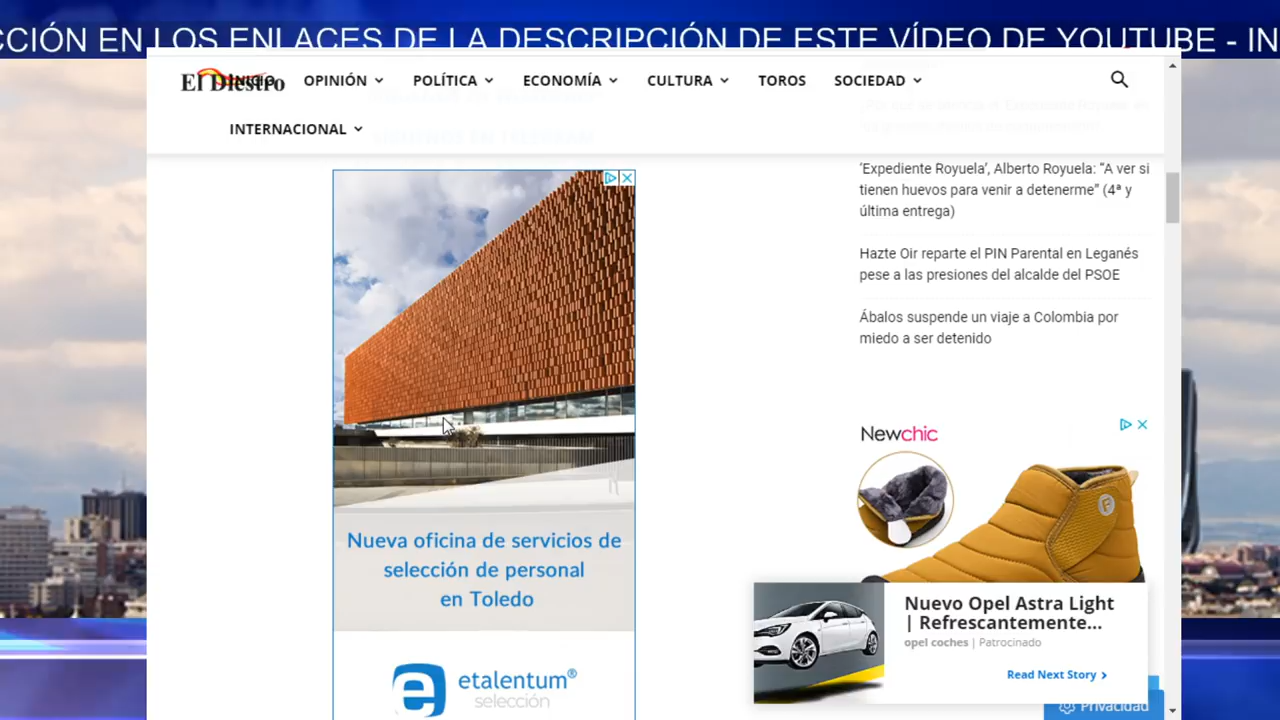 CCIÓN EN LOS ENLACES DE LA DESCRIPCIÓN DE ESTE VÍDEO DE YOUTUBE - IN
El Diestro
INICIO
OPINIÓN
POLÍTICA
ECONOMÍA
CULTURA
TOROS
SOCIEDAD
INTERNACIONAL
'Expediente Royuela', Alberto Royuela: "A ver si
tienen huevos para venir a detenerme" (4ª y
última entrega)
Hazte Oir reparte el PIN Parental en Leganés
pese a las presiones del alcalde del PSOE
Ábalos suspende un viaje a Colombia por
miedo a ser detenido
Nueva oficina de servicios de
selección de personal
en Toledo
etalentum®
selección
Newchic
F
Nuevo Opel Astra Light
| Refrescantemente...
opel coches | Patrocinado
Read Next Story
Privacidad